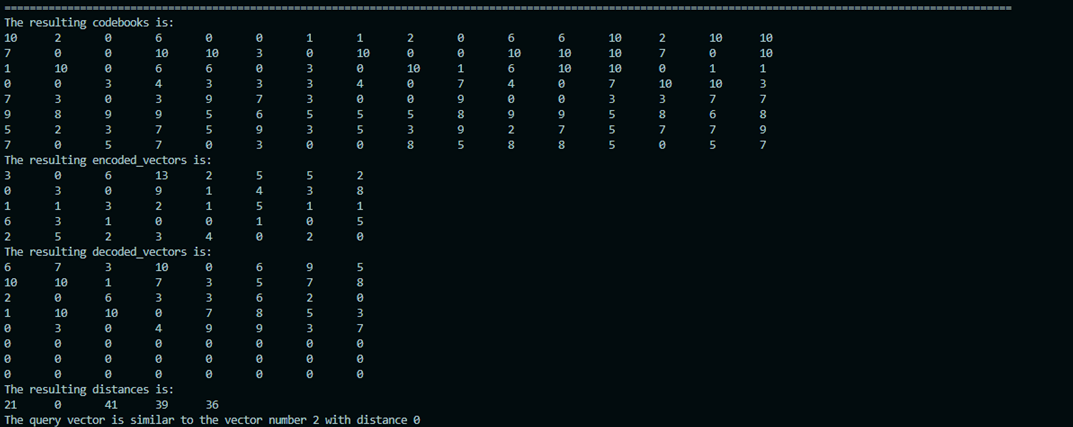 ================================================================================
The resulting codebooks is:
10 2 0 6 0 0 1 1 2 0 6 6 10 2 10 10
7 0 0 10 10 3 0 10 0 0 10 10 10 7 0 10
1 10 0 6 6 0 3 0 10 1 6 10 10 0 1 1
0 0 3 4 3 3 3 4 0 7 4 0 7 10 10 3
7 3 0 3 9 7 3 0 0 9 0 0 3 3 7 7
9 8 9 9 5 6 5 5 5 8 9 9 5 8 6 8
5 2 3 7 5 9 3 5 3 9 2 7 5 7 7 9
7 0 5 7 0 3 0 0 8 5 8 8 5 0 5 7
The resulting encoded_vectors is:
3 0 6 13 2 5 5 2
0 3 0 9 1 4 3 8
1 1 3 2 1 5 1 1
6 3 1 0 0 1 0 5
2 5 2 3 4 0 2 0
The resulting decoded_vectors is:
6 7 3 10 0 6 9 5
10 10 1 7 3 5 7 8
2 0 6 3 3 6 2 0
1 10 10 0 7 8 5 3
0 3 0 4 9 9 3 7
0 0 0 0 0 0 0 0
0 0 0 0 0 0 0 0
0 0 0 0 0 0 0 0
The resulting distances is:
21 0 41 39 36
The query vector is similar to the vector number 2 with distance 0